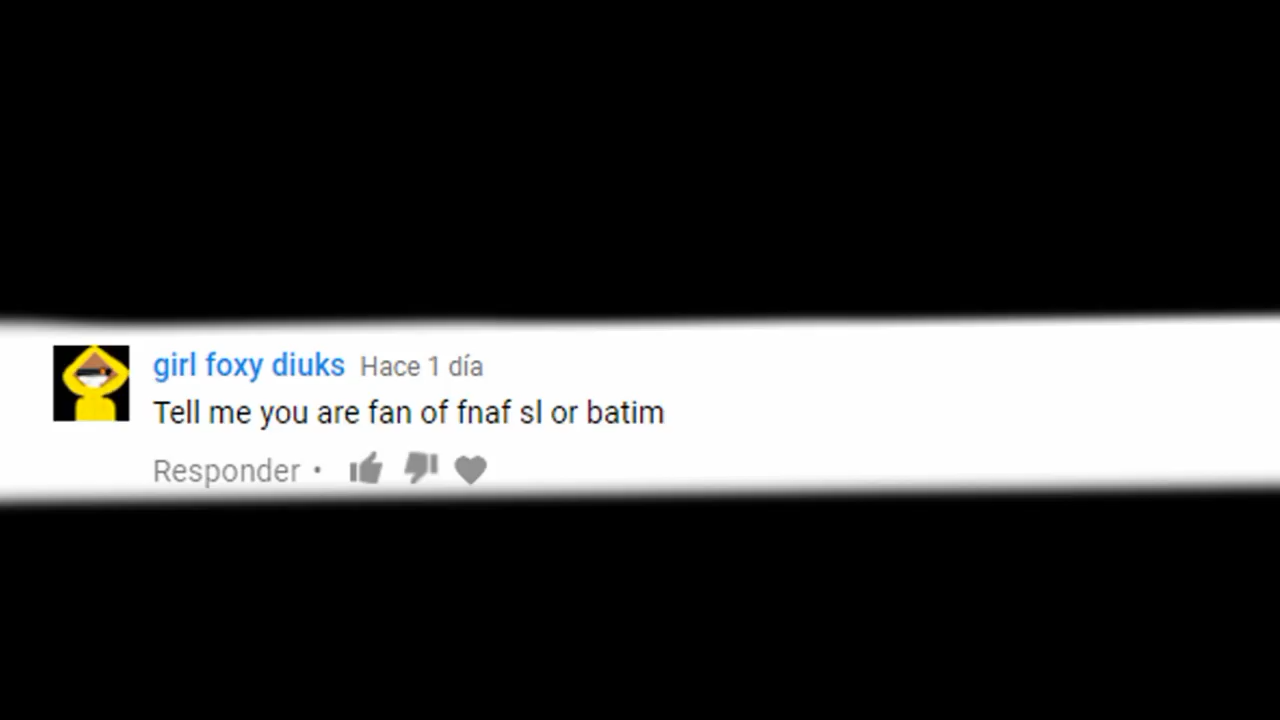 girl foxy diuks Hace 1 día
Tell me you are fan of fnaf sl or batim
Responder •